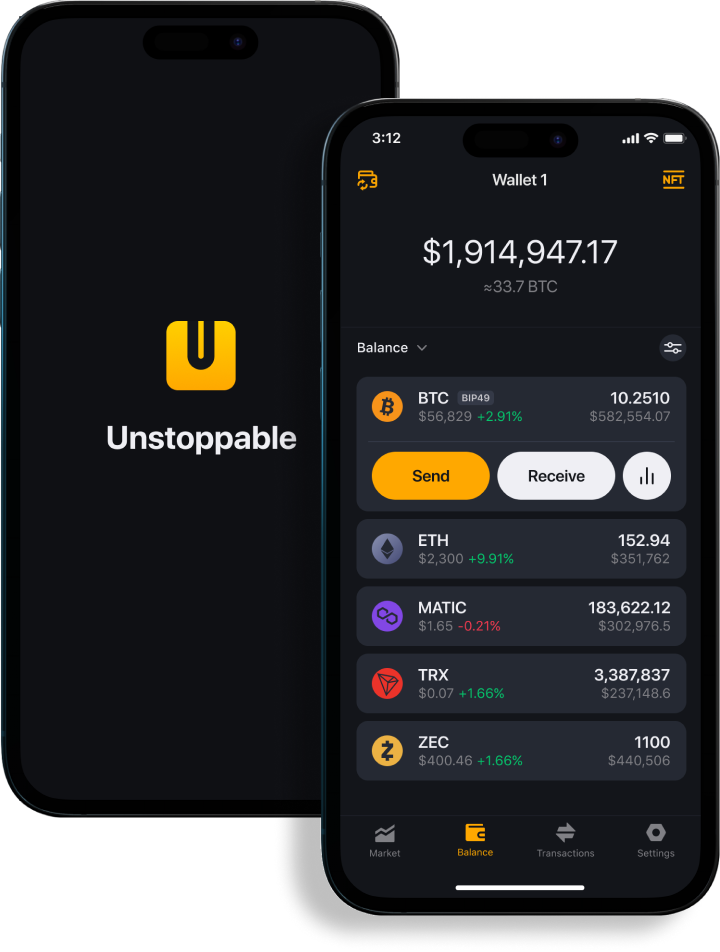 Unstoppable
3:12
Wallet 1
NFT
$1,914,947.17
≈33.7 BTC
Balance
BTC BIP49 10.2510
$56,829 +2.91% $582,554.07
Send Receive
ETH 152.94
$2,300 +9.91% $351,762
MATIC 183,622.12
$1.65 -0.21% $302,976.5
TRX 3,387,837
$0.07 +1.66% $237,148.6
ZEC 1100
$400.46 +1.66% $440,506
Market Balance Transactions Settings